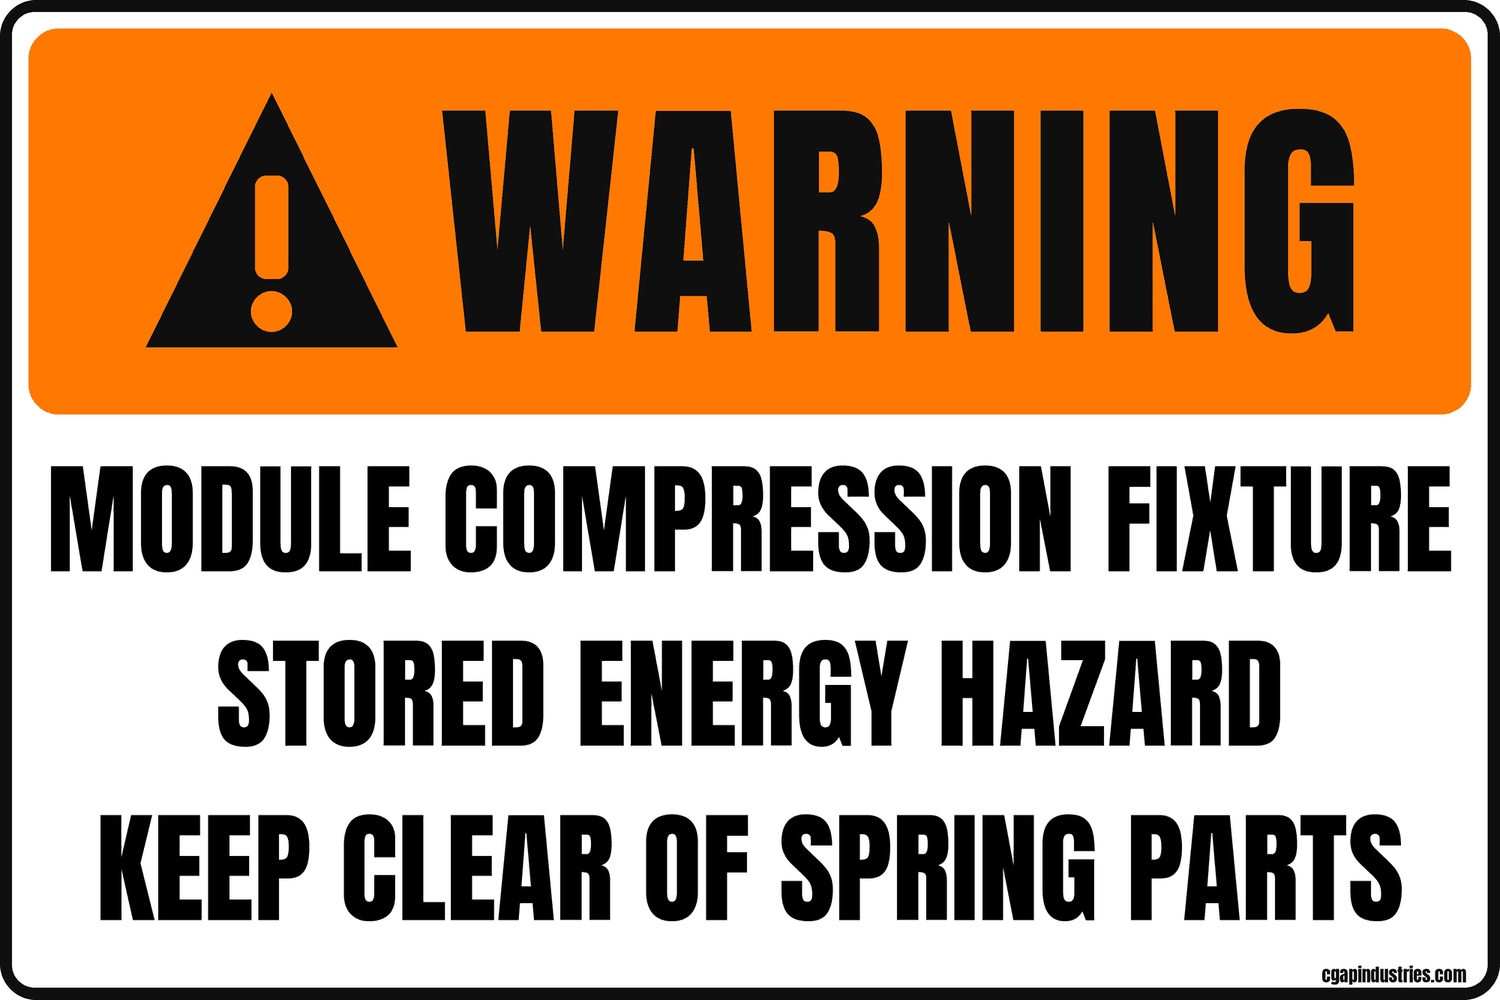 WARNING
MODULE COMPRESSION FIXTURE
STORED ENERGY HAZARD
KEEP CLEAR OF SPRING PARTS
cgapindustries.com